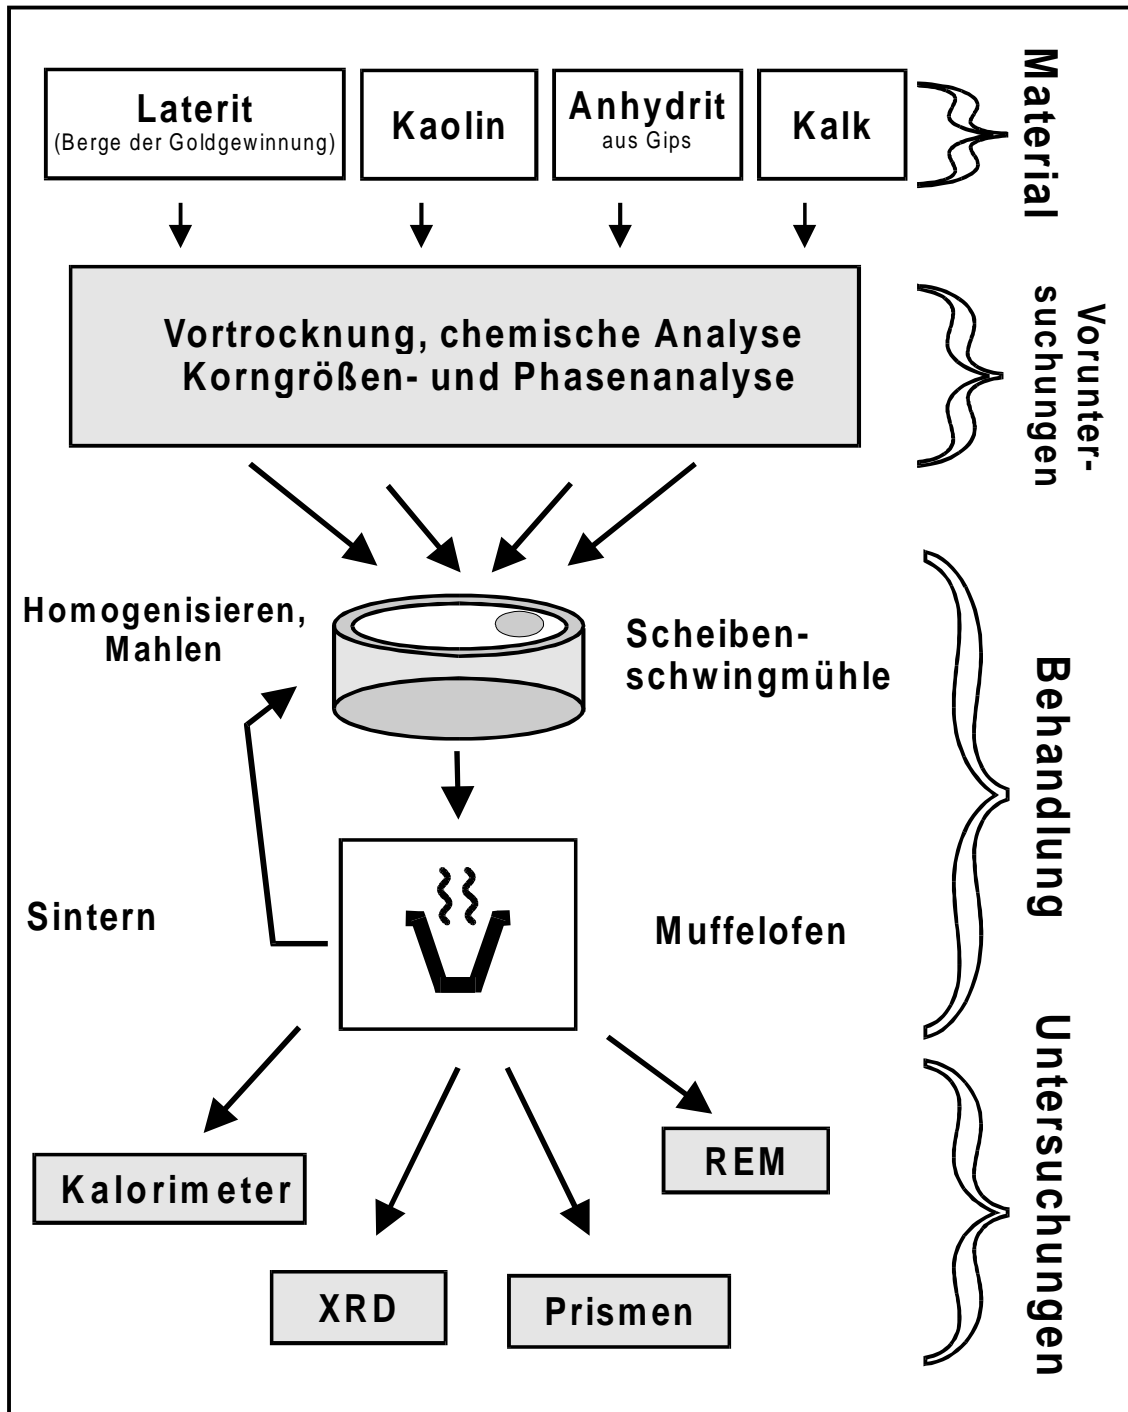 Laterit
(Berge der Goldgewinnung)
Kaolin
Anhydrit
aus Gips
Kalk
Material
Vortrocknung, chemische Analyse
Korngrößen- und Phasenanalyse
Vorunter-
suchungen
Homogenisieren,
Mahlen
Scheiben-
schwingmühle
Behandlung
Sintern
Muffelofen
Kalorimeter
REM
XRD
Prismen
Untersuchungen